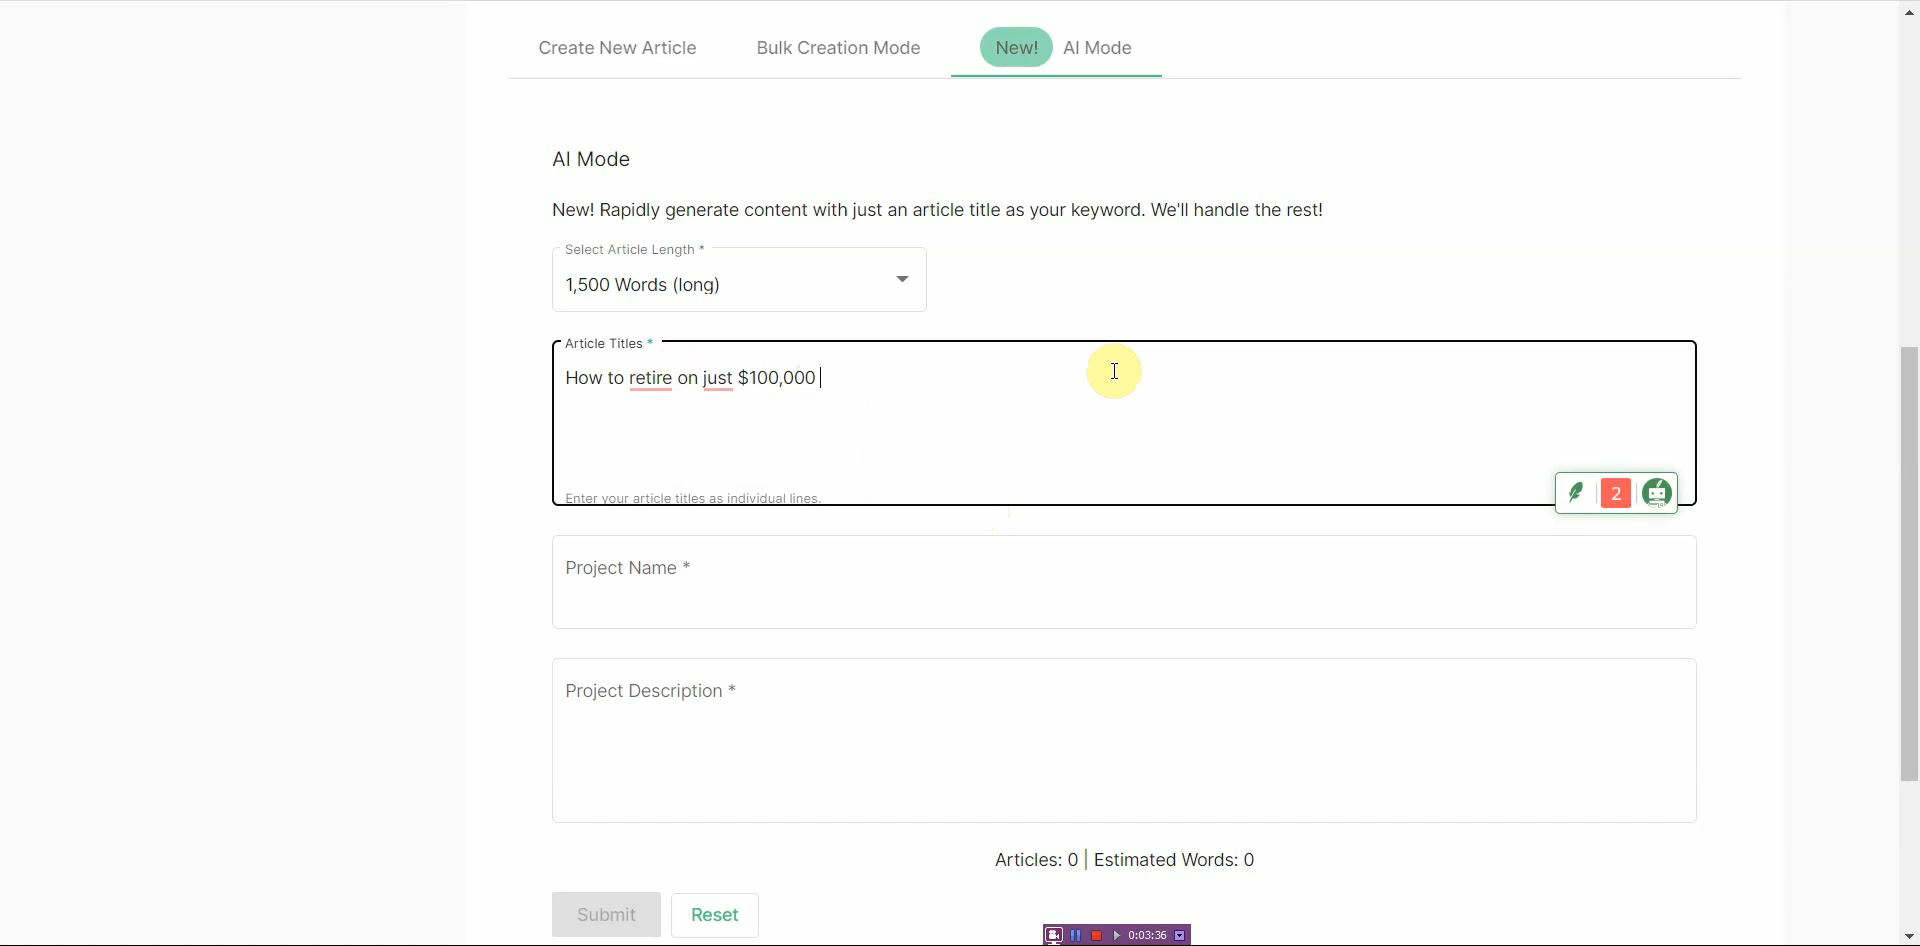 Create New Article
Bulk Creation Mode
New! AI Mode
AI Mode
New! Rapidly generate content with just an article title as your keyword. We'll handle the rest!
Select Article Length *
1,500 Words (long)
Article Titles *
How to retire on just $100,000
Enter your article titles as individual lines.
2
Project Name *
Project Description *
Articles: 0 | Estimated Words: 0
Submit
Reset
0:03:36